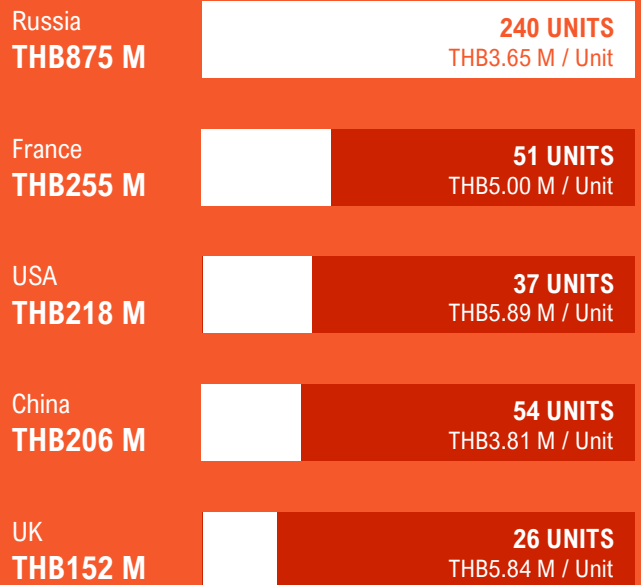 Russia
THB875 M
240 UNITS
THB3.65 M / Unit
France
THB255 M
51 UNITS
THB5.00 M / Unit
USA
THB218 M
37 UNITS
THB5.89 M / Unit
China
THB206 M
54 UNITS
THB3.81 M / Unit
UK
THB152 M
26 UNITS
THB5.84 M / Unit